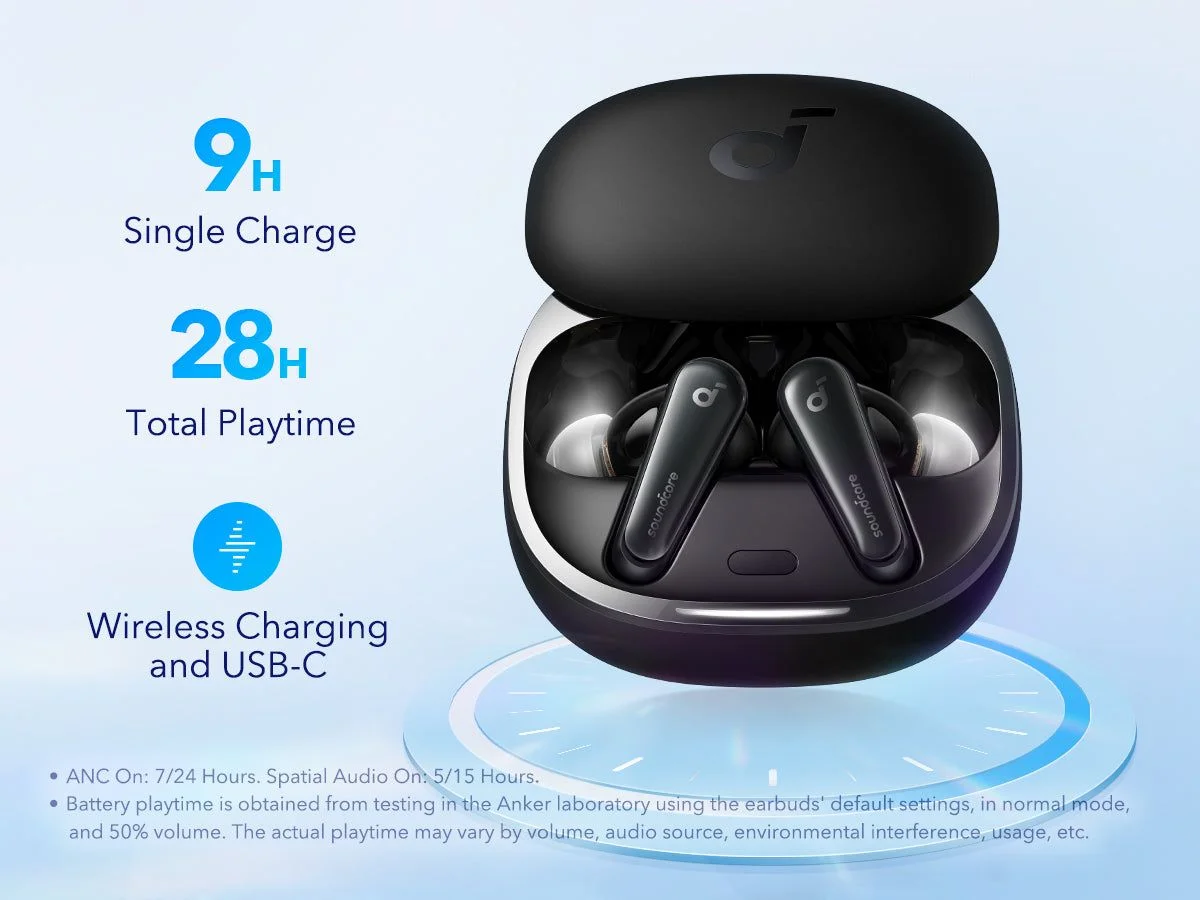 9H
Single Charge
28H
Total Playtime
Wireless Charging
and USB-C
soundcore
soundcore
• ANC On: 7/24 Hours. Spatial Audio On: 5/15 Hours.
• Battery playtime is obtained from testing in the Anker laboratory using the earbuds' default settings, in normal mode,
and 50% volume. The actual playtime may vary by volume, audio source, environmental interference, usage, etc.